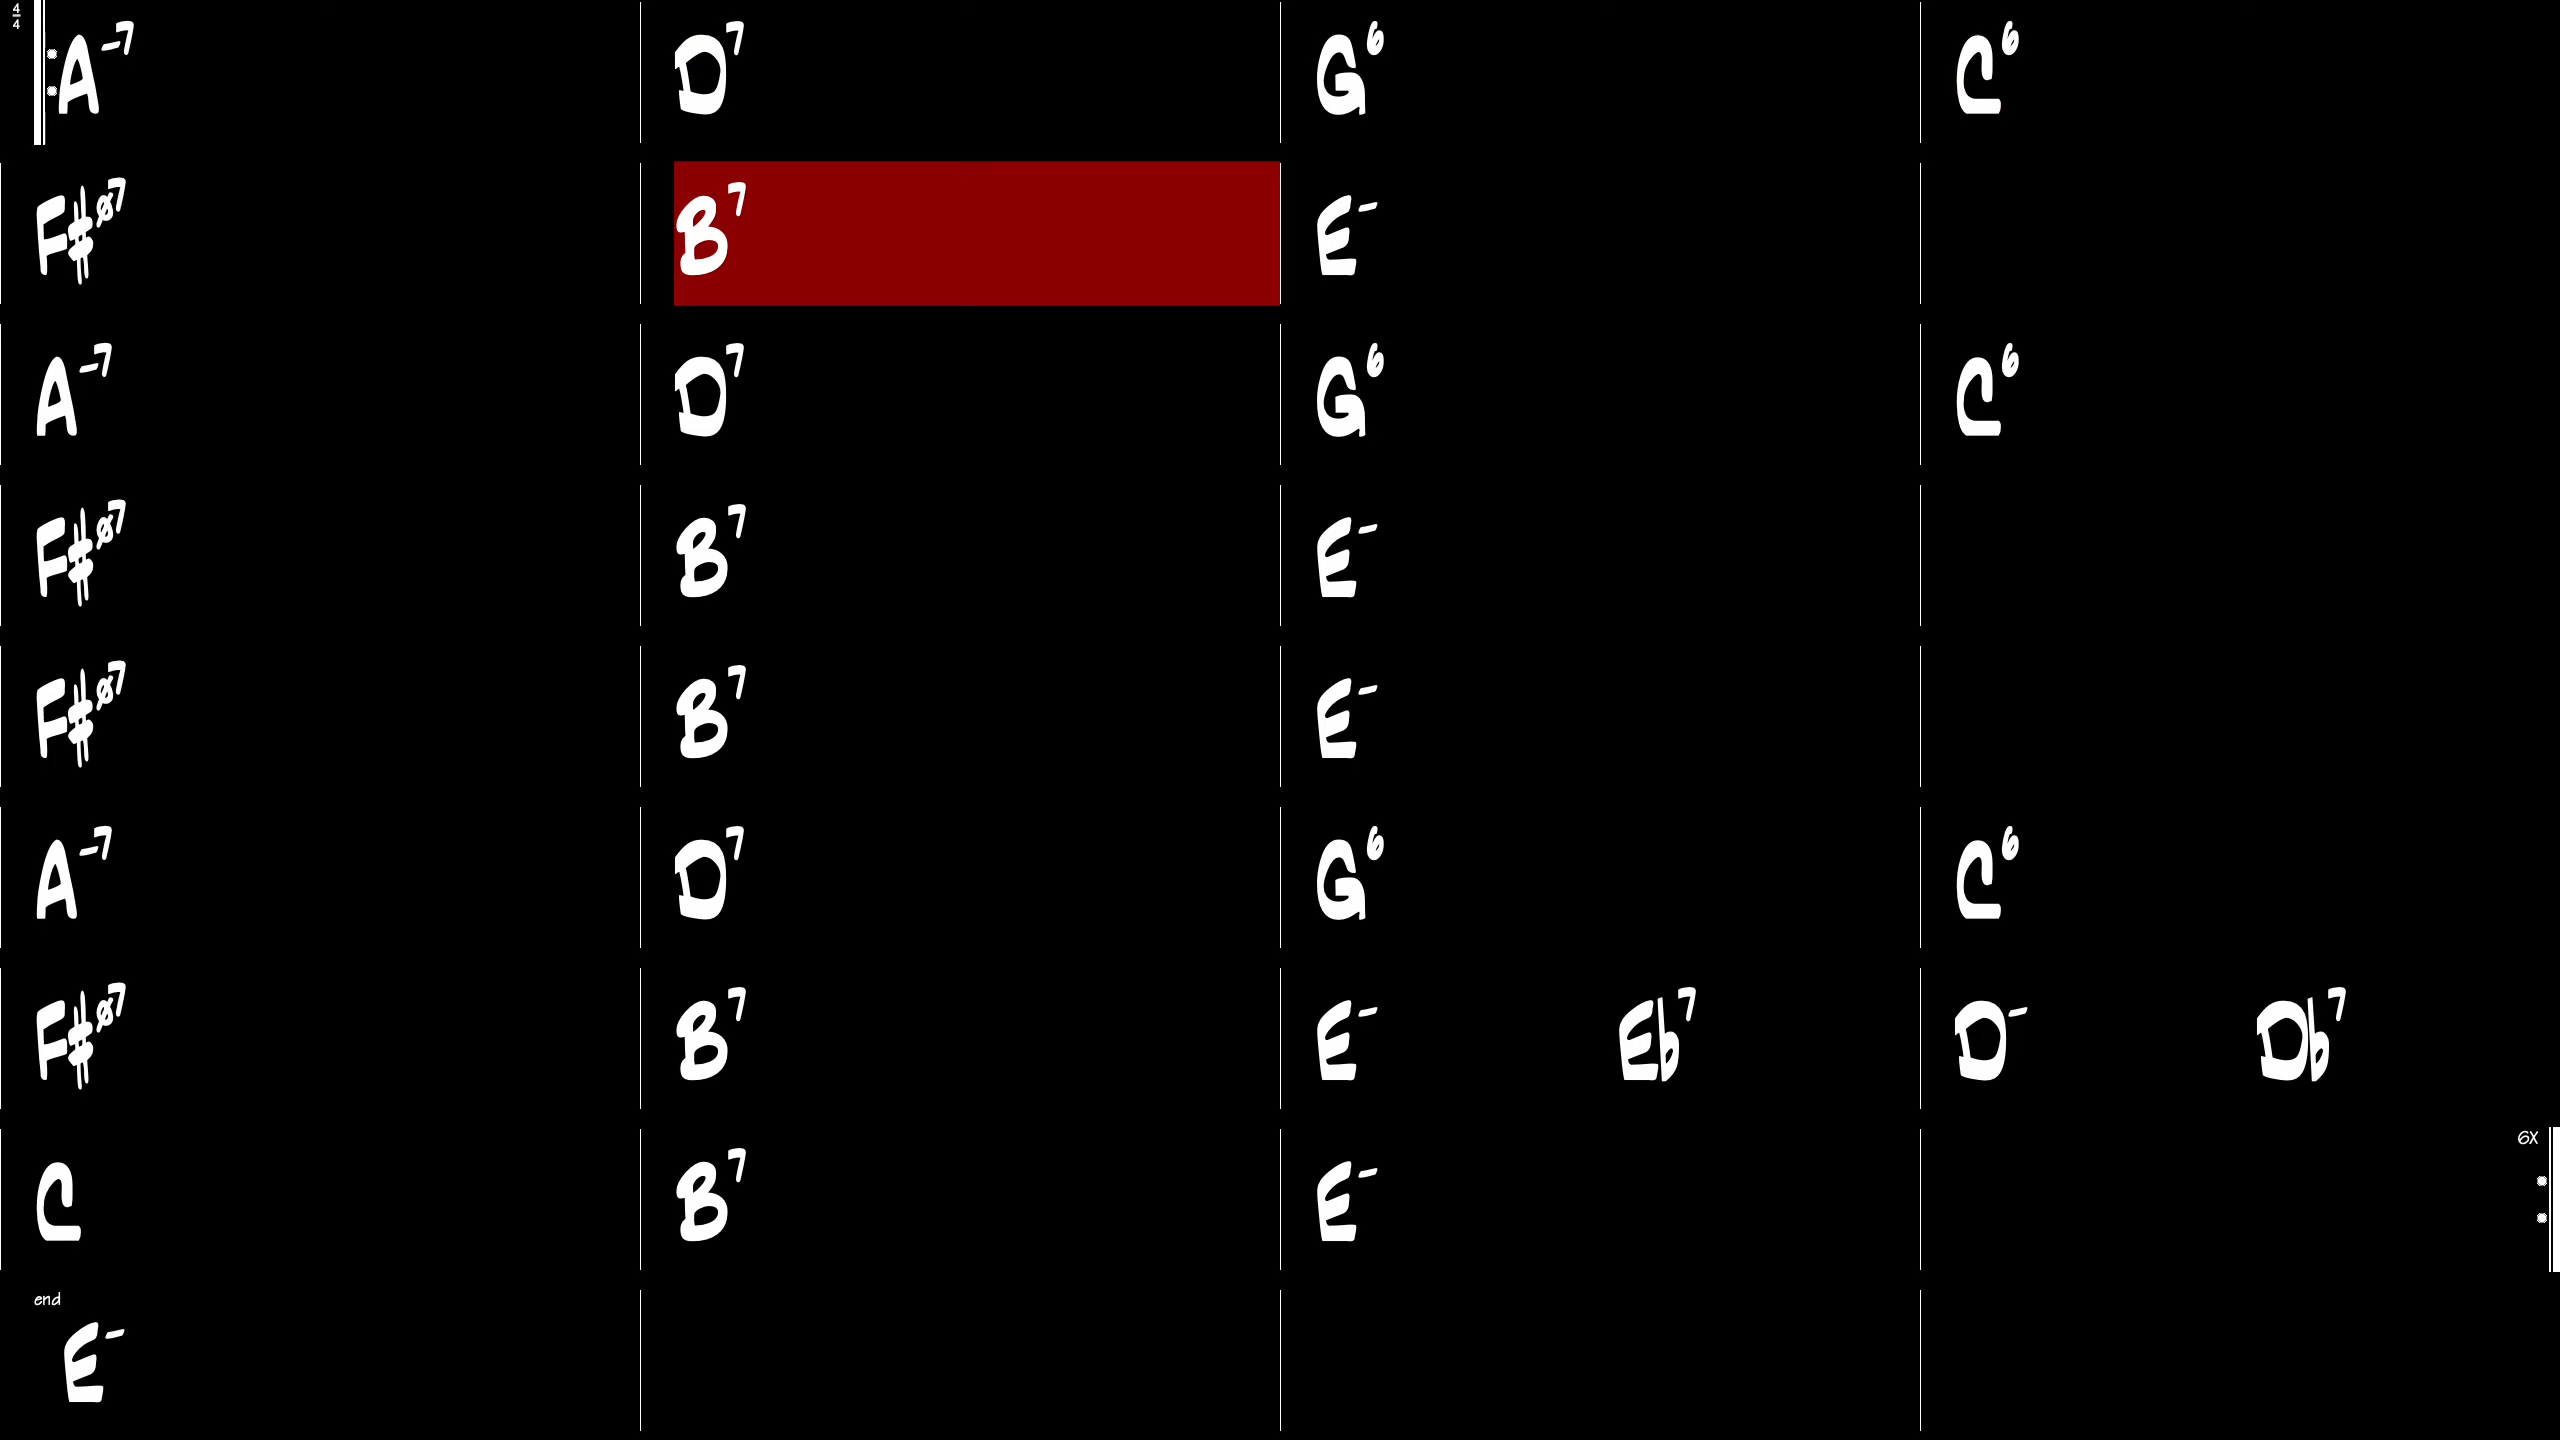 4/4 A-7 D7 G6 C6
F#ø7 B7 E-
A-7 D7 G6 C6
F#ø7 B7 E-
F#ø7 B7 E-
A-7 D7 G6 C6
F#ø7 B7 E- Eb7 D- Db7
C B7 E- 6x
end
E-